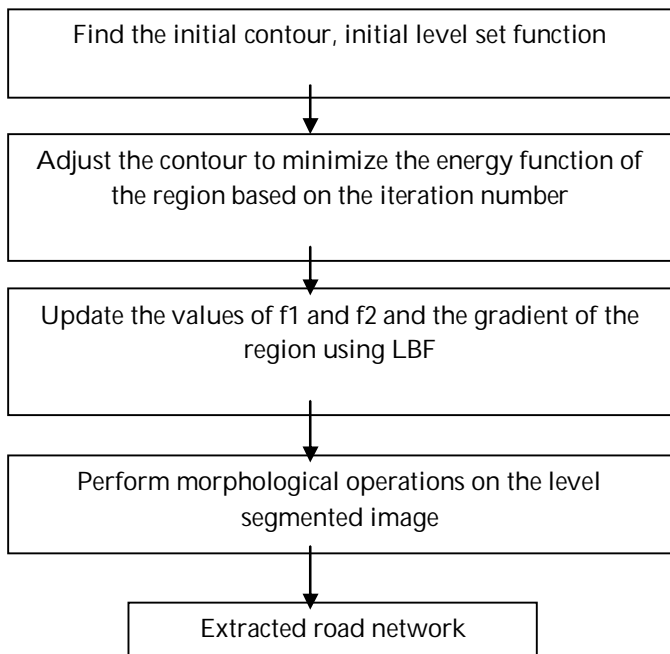 Find the initial contour, initial level set function
Adjust the contour to minimize the energy function of
the region based on the iteration number
Update the values of f1 and f2 and the gradient of the
region using LBF
Perform morphological operations on the level
segmented image
Extracted road network